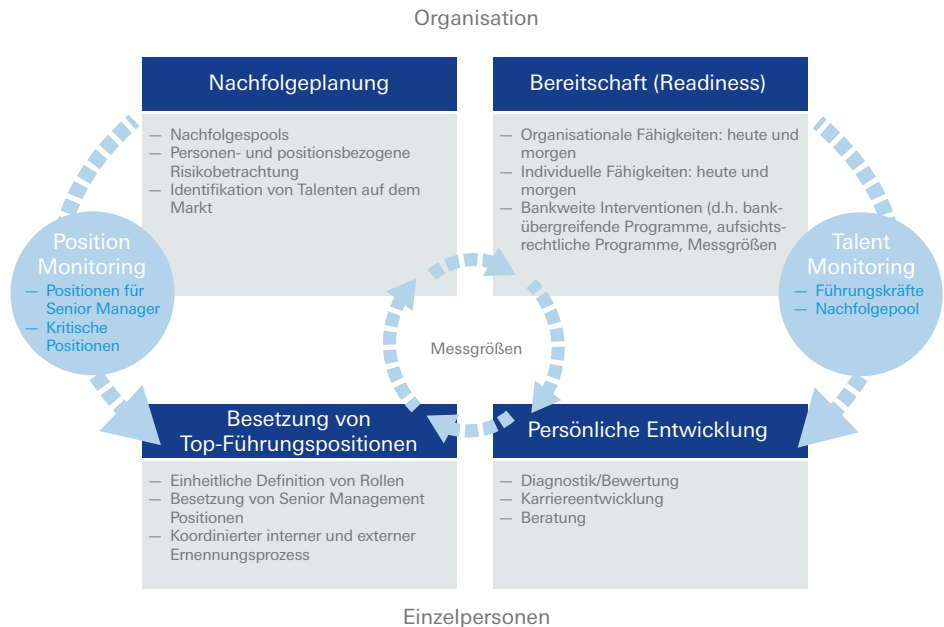 Organisation
Nachfolgeplanung
— Nachfolgespools
— Personen- und positionsbezogene
Risikobetrachtung
— Identifikation von Talenten auf dem
Markt
Bereitschaft (Readiness)
— Organisationale Fähigkeiten: heute und
morgen
— Individuelle Fähigkeiten: heute und
morgen
— Bankweite Interventionen (d.h. bank-
übergreifende Programme, aufsichts-
rechtliche Programme, Messgrößen
Position
Monitoring
— Positionen für
Senior Manager
— Kritische
Positionen
Messgrößen
Talent
Monitoring
— Führungskräfte
— Nachfolgepool
Besetzung von
Top-Führungspositionen
— Einheitliche Definition von Rollen
— Besetzung von Senior Management
Positionen
— Koordinierter interner und externer
Ernennungsprozess
Persönliche Entwicklung
— Diagnostik/Bewertung
— Karriereentwicklung
— Beratung
Einzelpersonen